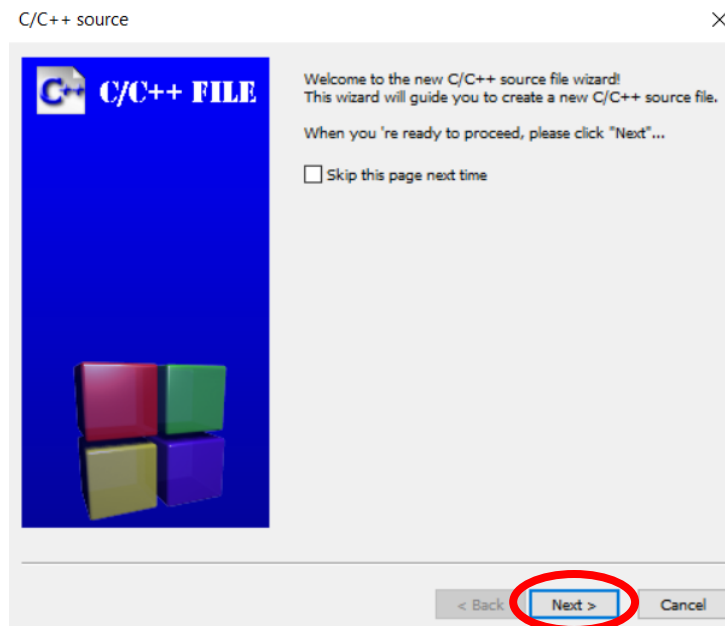 C/C++ source
C++ C/C++ FILE
Welcome to the new C/C++ source file wizard!
This wizard will guide you to create a new C/C++ source file.
When you 're ready to proceed, please click "Next"...
Skip this page next time
< Back Next > Cancel